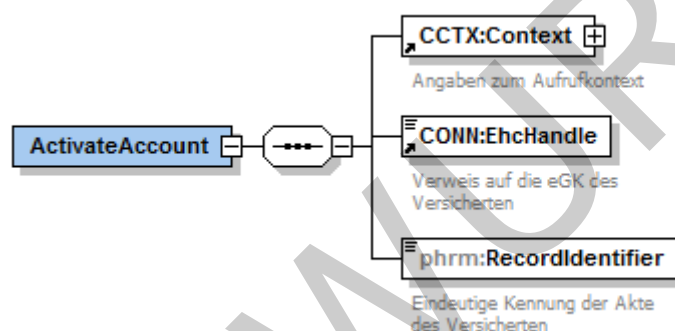 CCTX:Context
Angaben zum Aufrufkontext
ActivateAccount
CONN:EhcHandle
Verweis auf die eGK des
Versicherten
phrm:RecordIdentifier
Eindeutige Kennung der Akte
des Versicherten